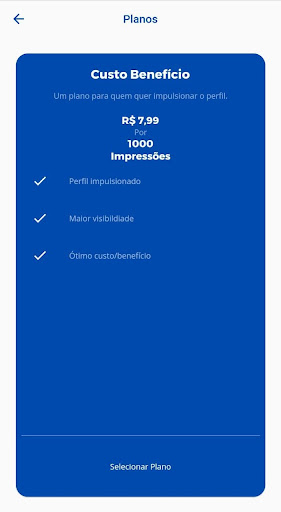 Planos
Custo Benefício
Um plano para quem quer impulsionar o perfil.
R$ 7,99
Por
1000
Impressões
Perfil impulsionado
Maior visibildiade
Ótimo custo/benefício
Selecionar Plano